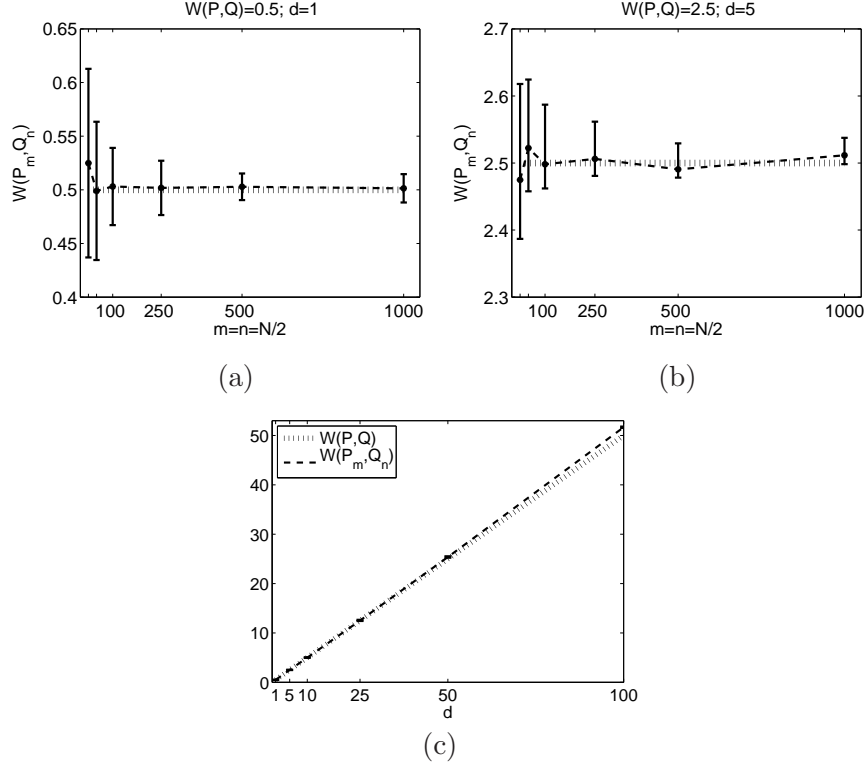 W(P,Q)=0.5; d=1
0.65
0.6
0.55
0.5
0.45
0.4
W(P_m,Q_n)
100 250 500 1000
m=n=N/2
(a)
W(P,Q)=2.5; d=5
2.7
2.6
2.5
2.4
2.3
W(P_m,Q_n)
100 250 500 1000
m=n=N/2
(b)
50
40
30
20
10
0
W(P,Q)
W(P_m,Q_n)
1 5 10 25 50 100
d
(c)